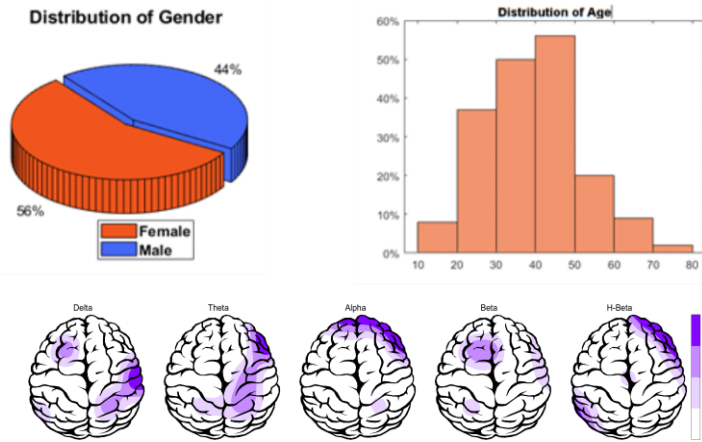 Distribution of Gender
44%
56%
Female
Male
Distribution of Age
60%
50%
40%
30%
20%
10%
0%
10 20 30 40 50 60 70 80
Delta Theta Alpha Beta H-Beta